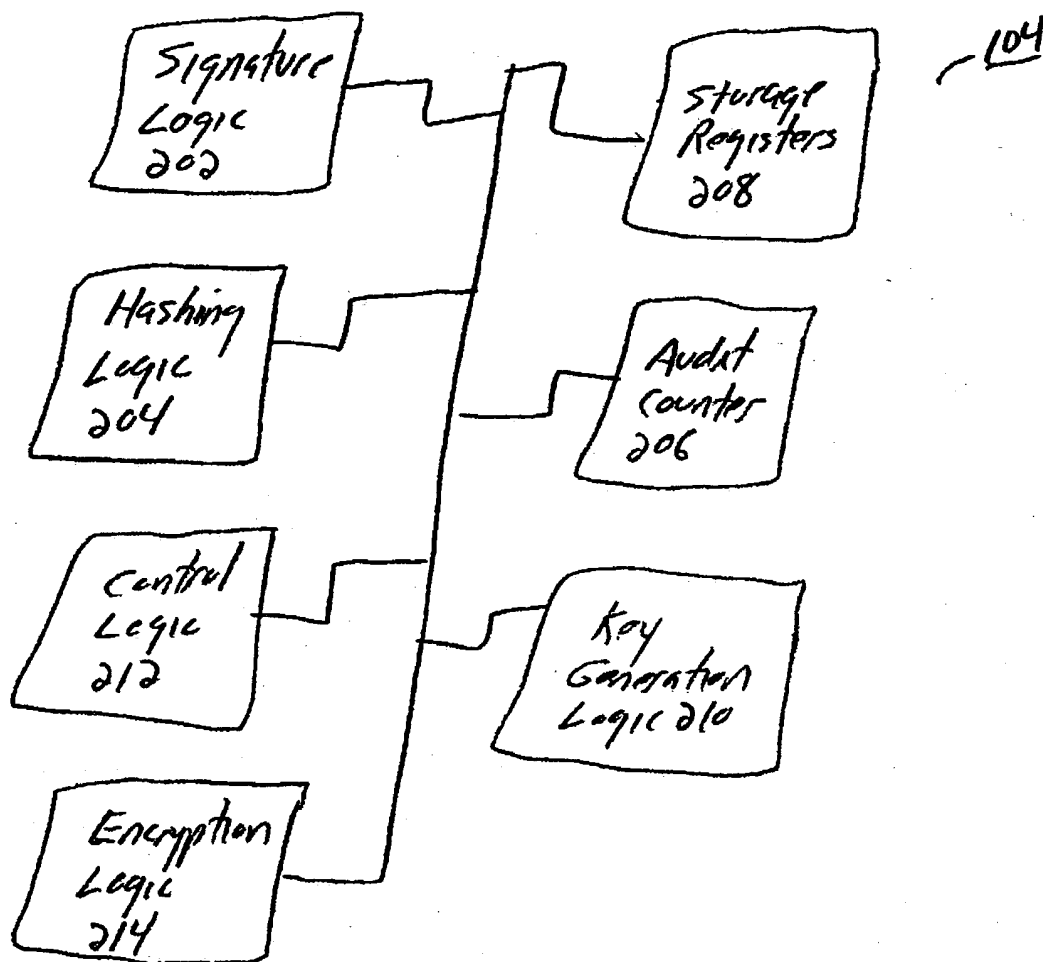 Signature
Logic
202
104
Storage
Registers
208
Hashing
Logic
204
Audit
Counter
206
Control
Logic
212
Key
Generation
Logic 210
Encryption
Logic
214